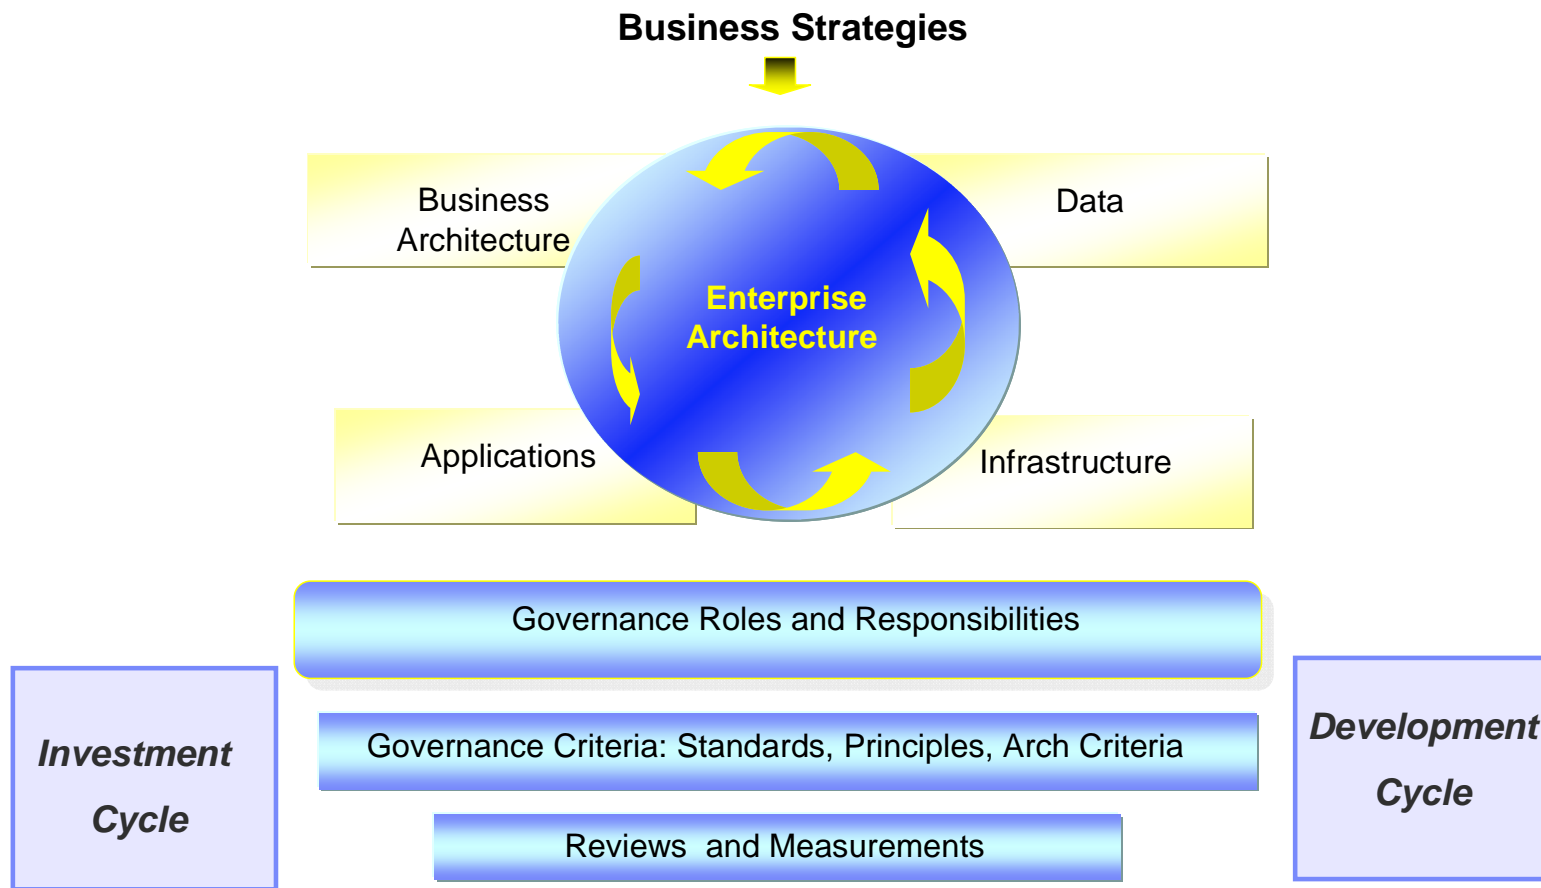 Business Strategies
Business
Architecture
Data
Enterprise
Architecture
Applications
Infrastructure
Governance Roles and Responsibilities
Investment
Cycle
Governance Criteria: Standards, Principles, Arch Criteria
Development
Cycle
Reviews and Measurements